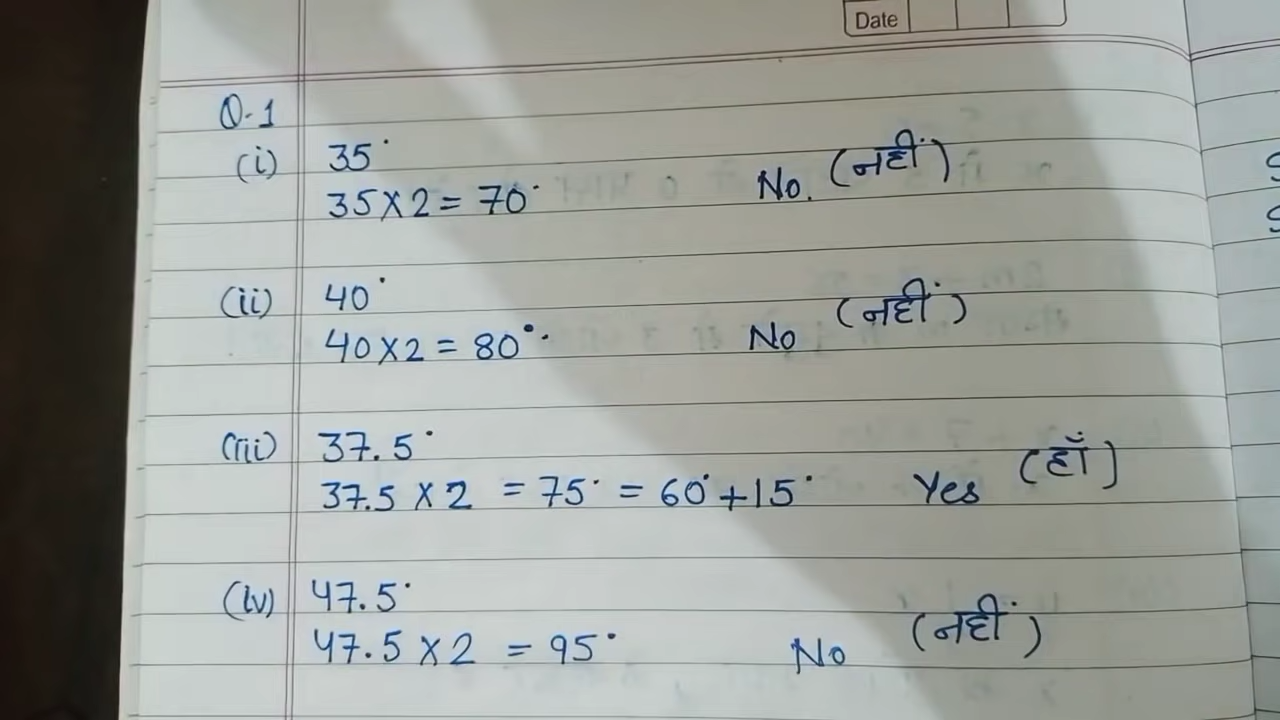 Date
Q.1
(i) 35°
35×2 = 70° No. (नहीं)
(ii) 40°
40×2 = 80° No (नहीं)
(iii) 37.5°
37.5 × 2 = 75° = 60°+15° Yes (हाँ)
(iv) 47.5°
47.5 × 2 = 95° No (नहीं)